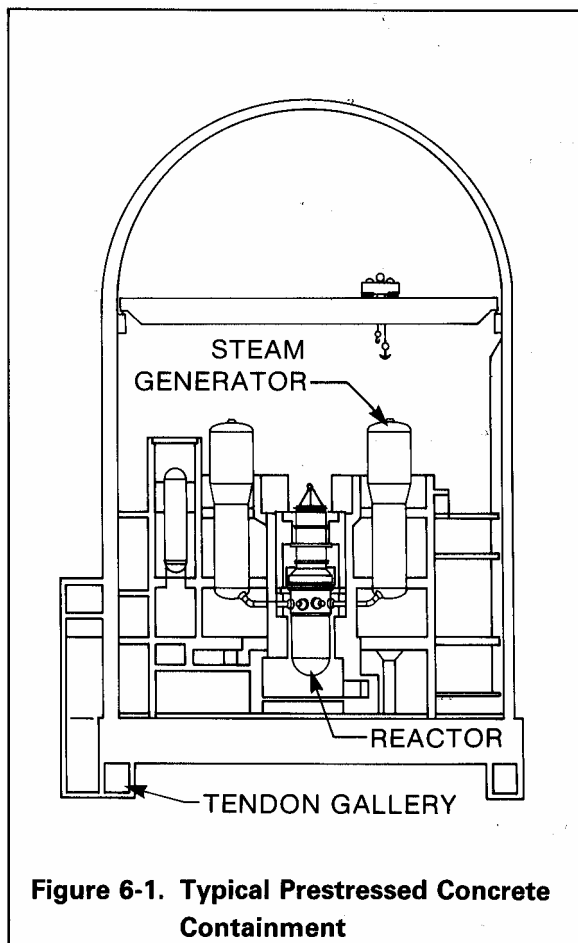 STEAM
GENERATOR
REACTOR
TENDON GALLERY
Figure 6-1. Typical Prestressed Concrete
Containment